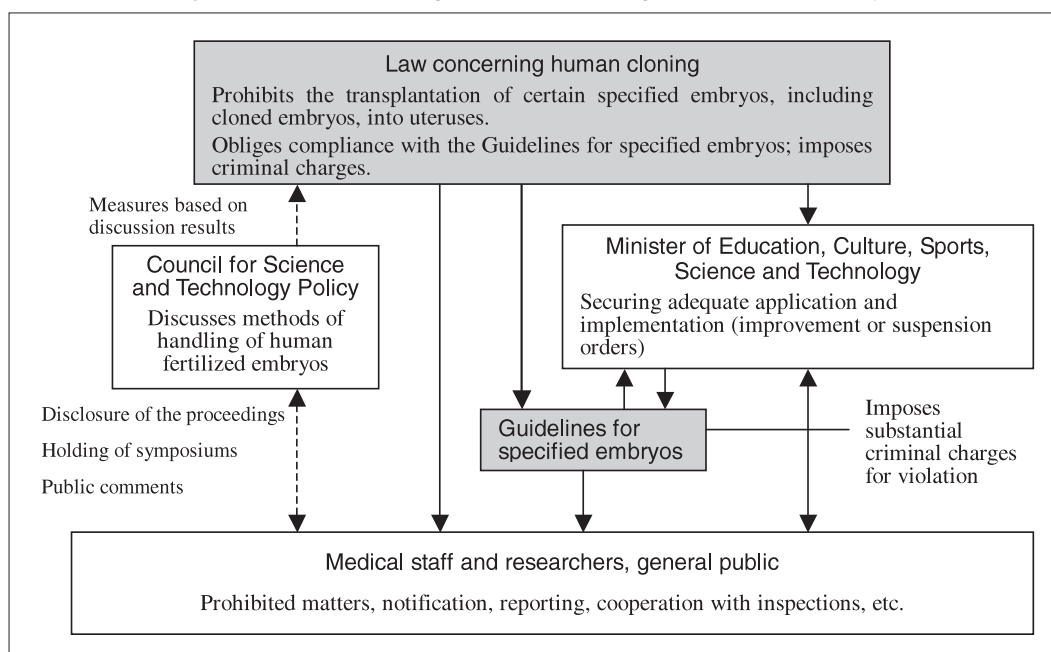 Law concerning human cloning
Prohibits the transplantation of certain specified embryos, including
cloned embryos, into uteruses.
Obliges compliance with the Guidelines for specified embryos; imposes
criminal charges.
Measures based on
discussion results
Council for Science
and Technology Policy
Discusses methods of
handling of human
fertilized embryos
Minister of Education, Culture, Sports,
Science and Technology
Securing adequate application and
implementation (improvement or suspension
orders)
Disclosure of the proceedings
Holding of symposiums
Public comments
Guidelines for
specified embryos
Imposes
substantial
criminal charges
for violation
Medical staff and researchers, general public
Prohibited matters, notification, reporting, cooperation with inspections, etc.